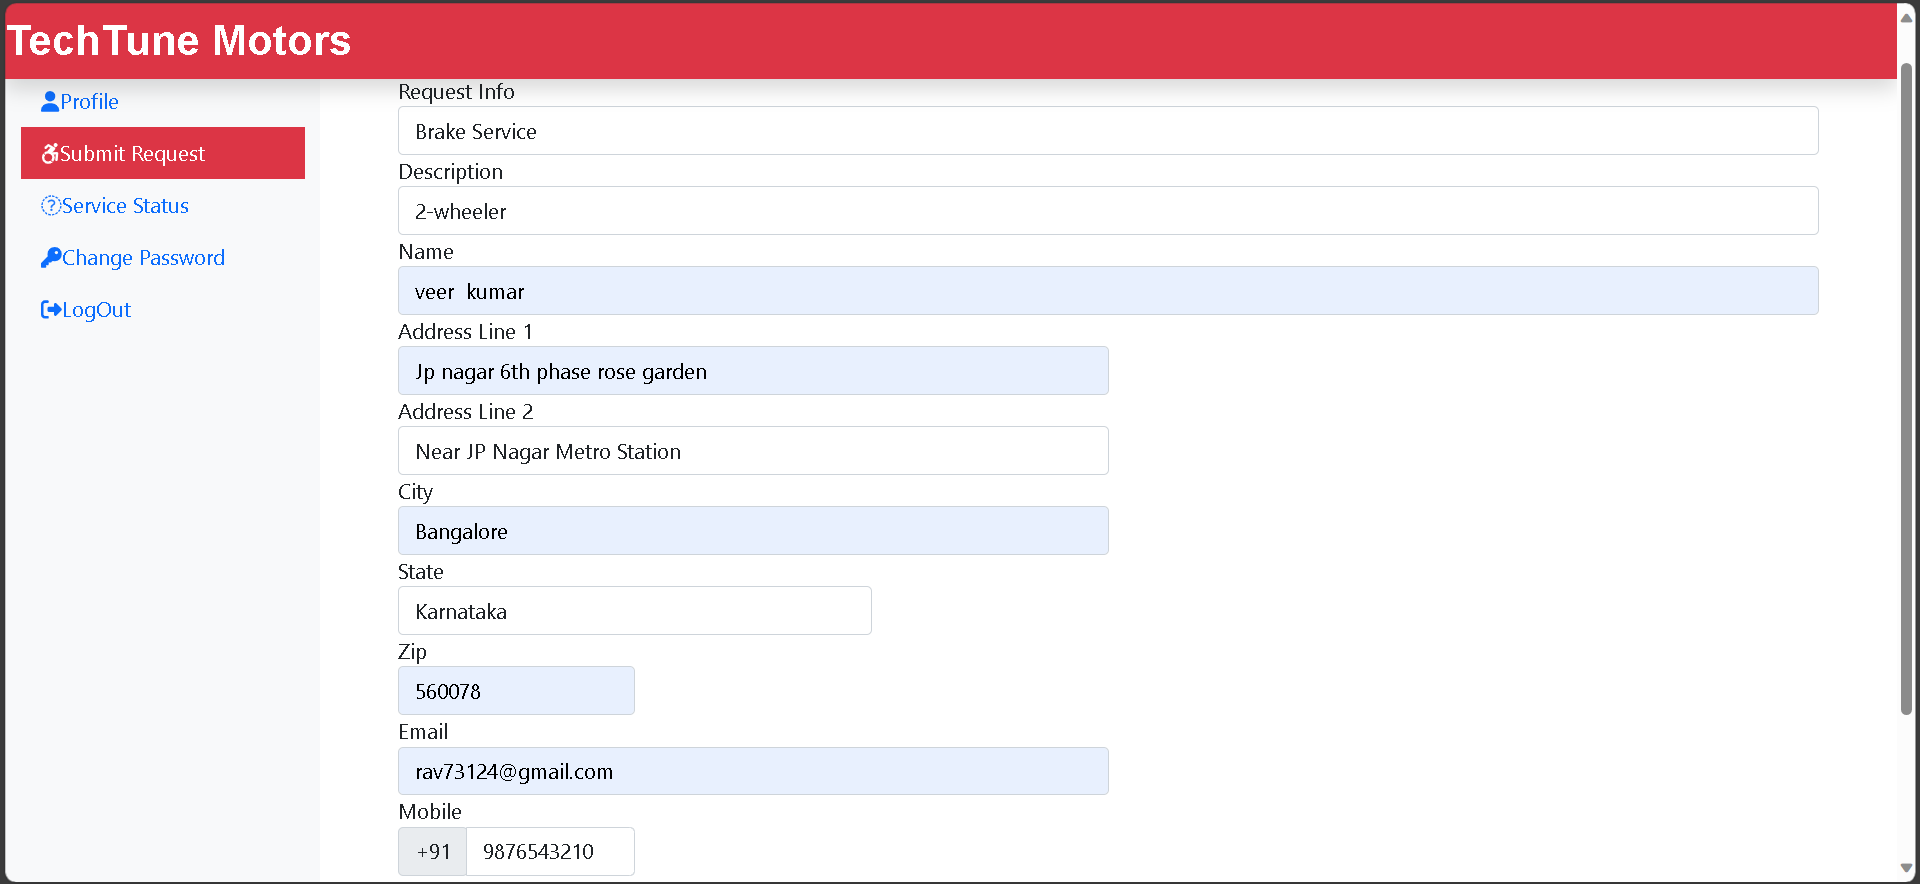 TechTune Motors
Profile
Submit Request
Service Status
Change Password
LogOut
Request Info
Brake Service
Description
2-wheeler
Name
veer  kumar
Address Line 1
Jp nagar 6th phase rose garden
Address Line 2
Near JP Nagar Metro Station
City
Bangalore
State
Karnataka
Zip
560078
Email
rav73124@gmail.com
Mobile
+91 9876543210